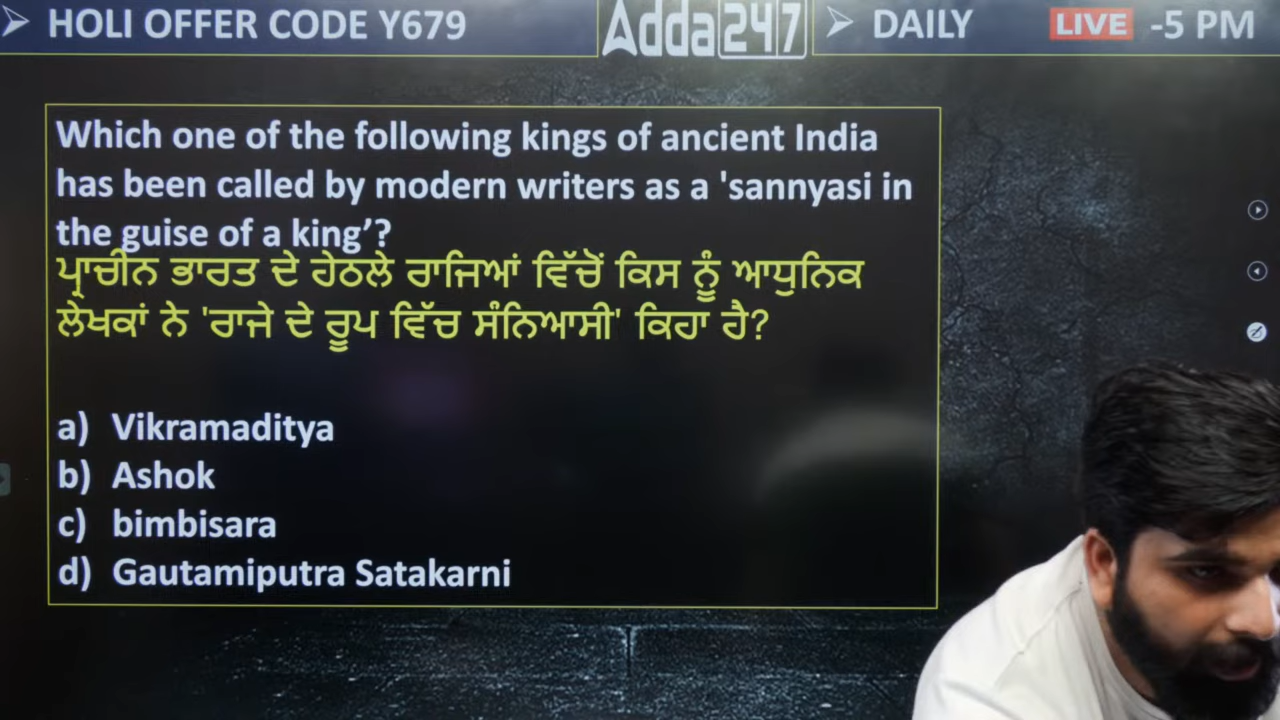 HOLI OFFER CODE Y679
Adda247
DAILY LIVE -5 PM
Which one of the following kings of ancient India
has been called by modern writers as a 'sannyasi in
the guise of a king’?
ਪ੍ਰਾਚੀਨ ਭਾਰਤ ਦੇ ਹੇਠਲੇ ਰਾਜਿਆਂ ਵਿੱਚੋਂ ਕਿਸ ਨੂੰ ਆਧੁਨਿਕ
ਲੇਖਕਾਂ ਨੇ 'ਰਾਜੇ ਦੇ ਰੂਪ ਵਿੱਚ ਸੰਨਿਆਸੀ' ਕਿਹਾ ਹੈ?
a) Vikramaditya
b) Ashok
c) bimbisara
d) Gautamiputra Satakarni